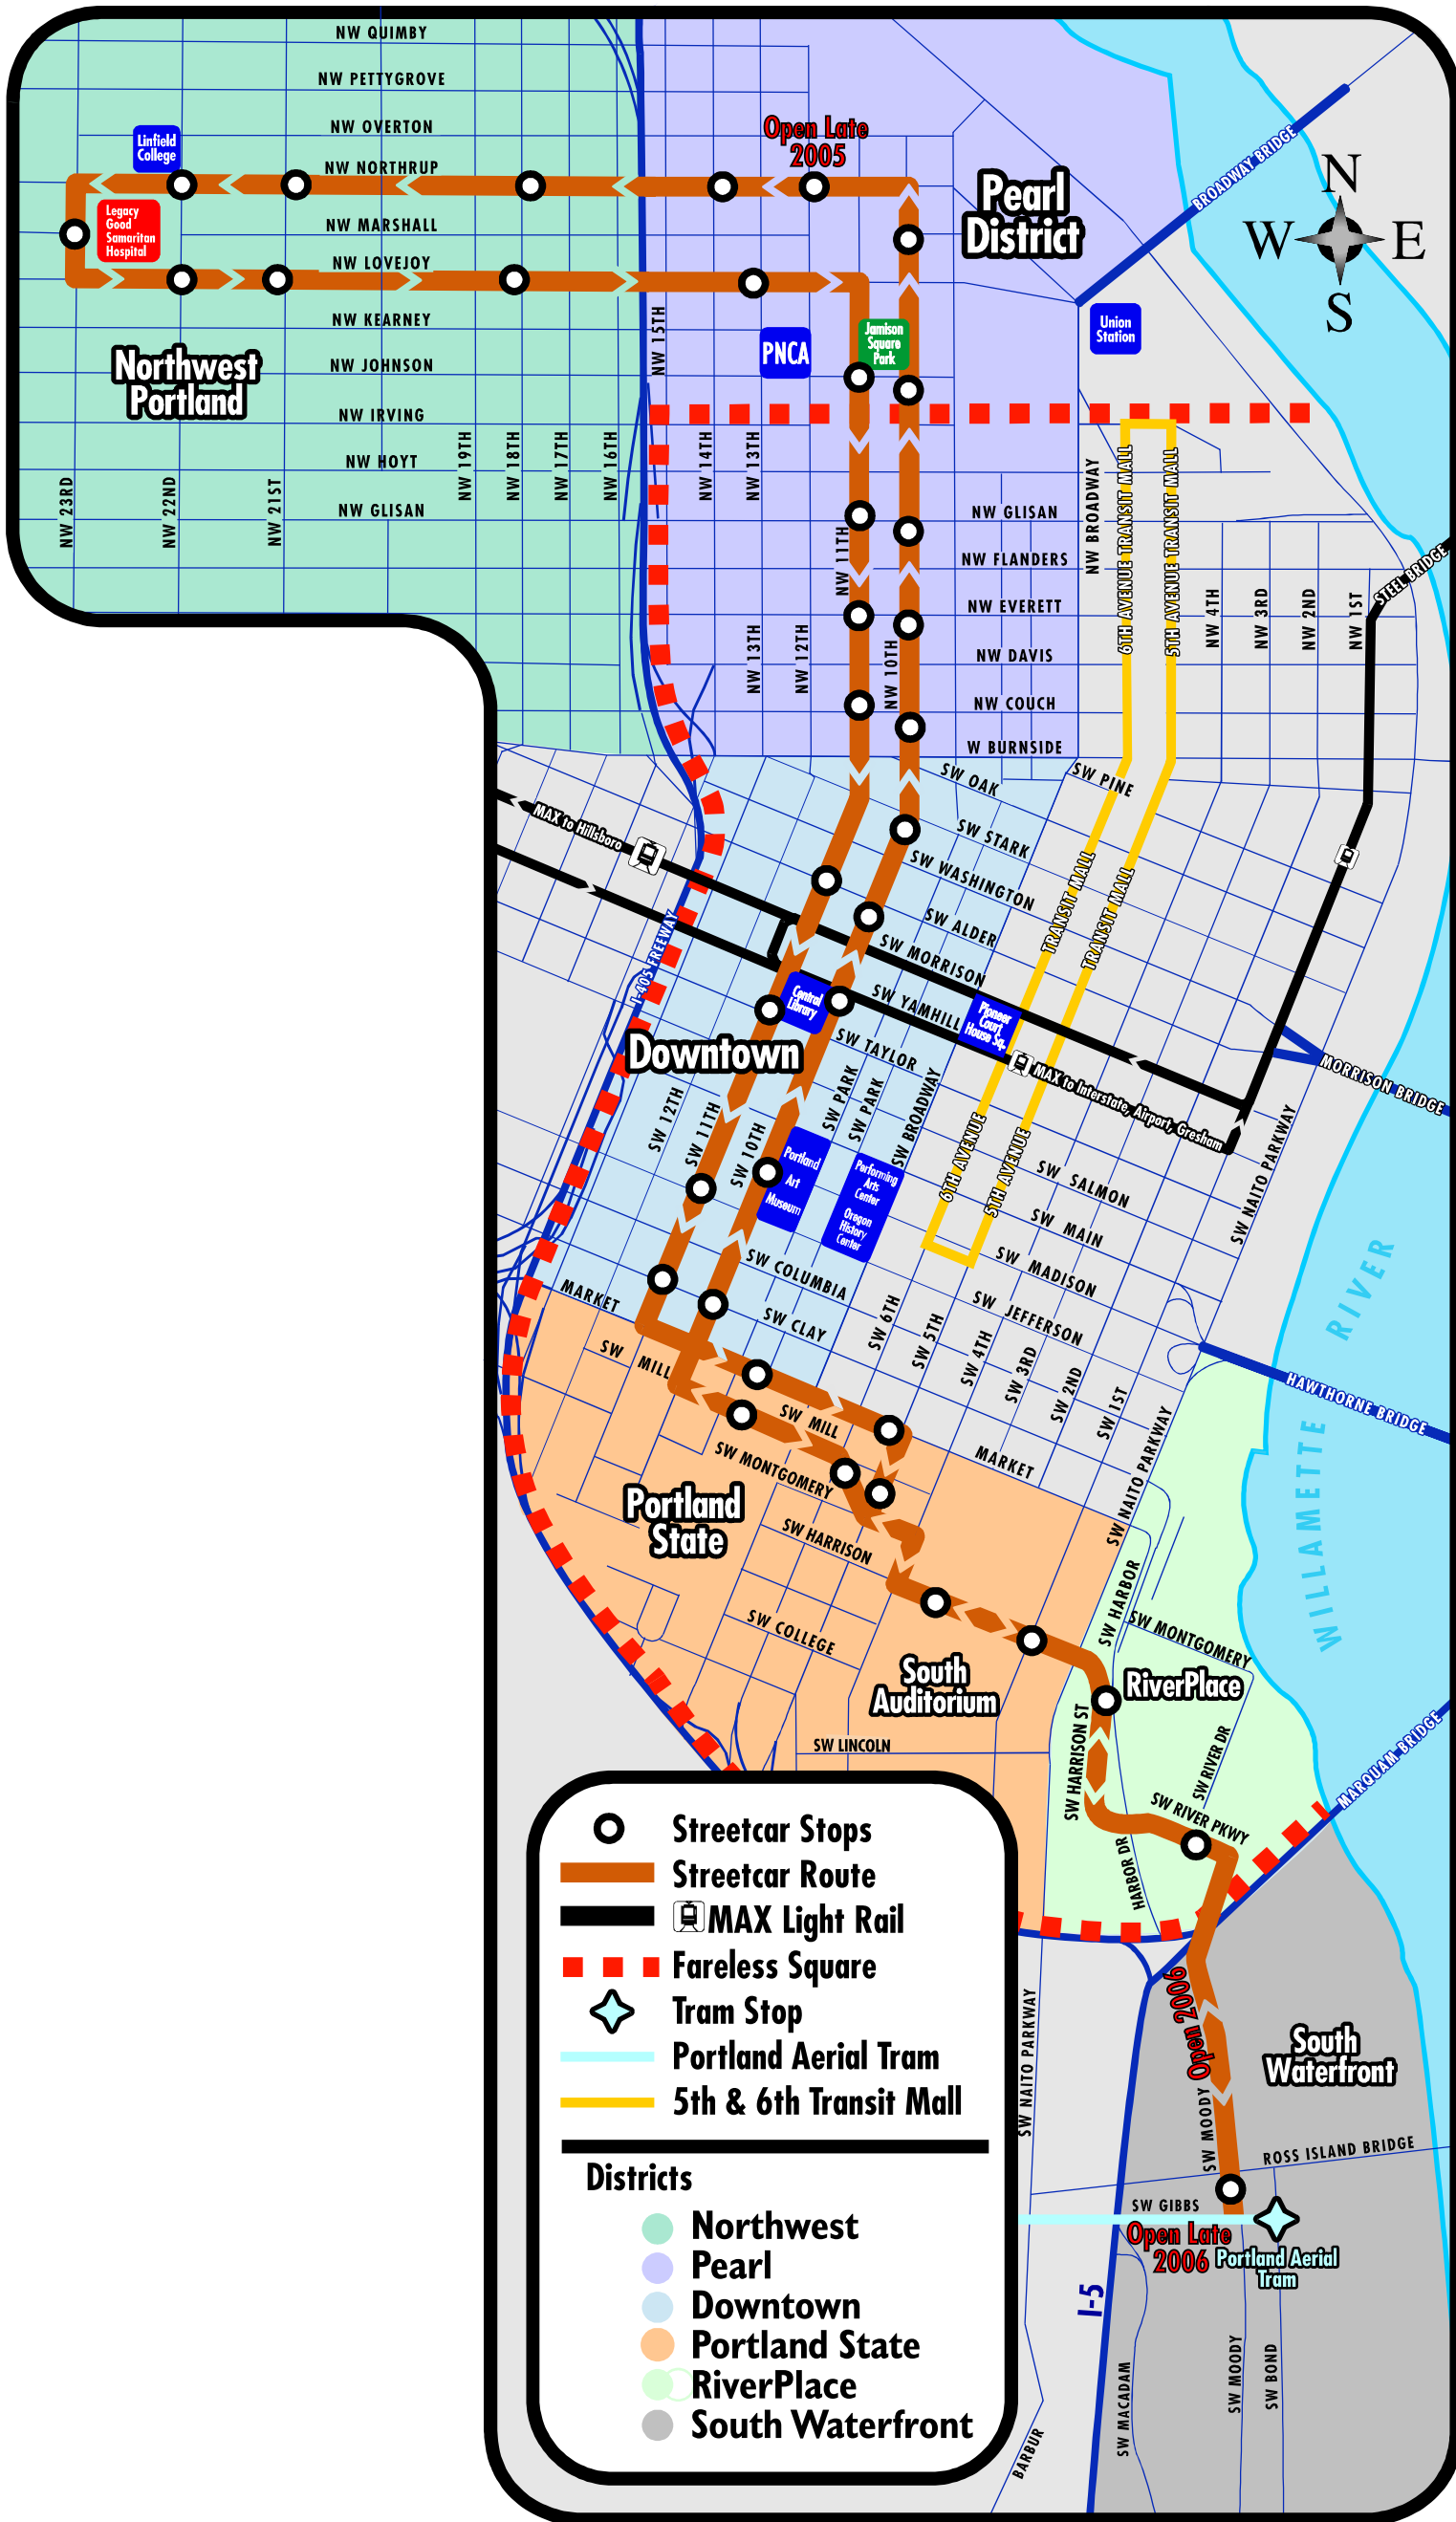 NW QUIMBY
NW PETTYGROVE
NW OVERTON
Linfield
College
NW NORTHRUP
Open Late
2005
Legacy
Good
Samaritan
Hospital
NW MARSHALL
NW LOVEJOY
Pearl
District
BROADWAY BRIDGE
N
W
E
S
NW KEARNEY
NW JOHNSON
NW IRVING
NW HOYT
NW GLISAN
Northwest
Portland
NW 15TH
PNCA
Jamison
Square
Park
Union
Station
NW 23RD
NW 22ND
NW 21ST
NW 19TH
NW 18TH
NW 17TH
NW 16TH
NW 14TH
NW 13TH
NW 11TH
NW 13TH
NW 12TH
NW 10TH
NW GLISAN
NW FLANDERS
NW EVERETT
NW DAVIS
NW COUCH
W BURNSIDE
NW BROADWAY
6TH AVENUE TRANSIT MALL
5TH AVENUE TRANSIT MALL
NW 4TH
NW 3RD
NW 2ND
NW 1ST
STEEL BRIDGE
SW OAK
SW PINE
SW STARK
SW WASHINGTON
SW ALDER
SW MORRISON
SW YAMHILL
SW TAYLOR
TRANSIT MALL
TRANSIT MALL
MAX to Hillsboro
I-405 FREEWAY
Central
Library
Pioneer
Court
House Sq.
MAX to Interstate, Airport, Gresham
MORRISON BRIDGE
Downtown
SW 12TH
SW 11TH
SW 10TH
SW PARK
SW PARK
SW BROADWAY
6TH AVENUE
5TH AVENUE
SW NAITO PARKWAY
Portland
Art
Museum
Performing
Arts
Center
Oregon
History
Center
SW SALMON
SW MAIN
SW MADISON
SW JEFFERSON
SW COLUMBIA
SW CLAY
MARKET
SW MILL
SW 6TH
SW 5TH
SW 4TH
SW 3RD
SW 2ND
SW 1ST
WILLAMETTE RIVER
HAWTHORNE BRIDGE
SW MILL
SW MONTGOMERY
MARKET
SW NAITO PARKWAY
Portland
State
SW HARRISON
SW COLLEGE
SW HARBOR
SW MONTGOMERY
South
Auditorium
RiverPlace
SW LINCOLN
SW HARRISON ST
SW RIVER DR
SW RIVER PKWY
HARBOR DR
MARQUAM BRIDGE
Open 2006
South
Waterfront
SW NAITO PARKWAY
SW MOODY
ROSS ISLAND BRIDGE
SW GIBBS
Open Late
2006
Portland Aerial
Tram
I-5
SW MACADAM
SW MOODY
SW BOND
BARBUR
Streetcar Stops
Streetcar Route
MAX Light Rail
Fareless Square
Tram Stop
Portland Aerial Tram
5th & 6th Transit Mall
Districts
Northwest
Pearl
Downtown
Portland State
RiverPlace
South Waterfront